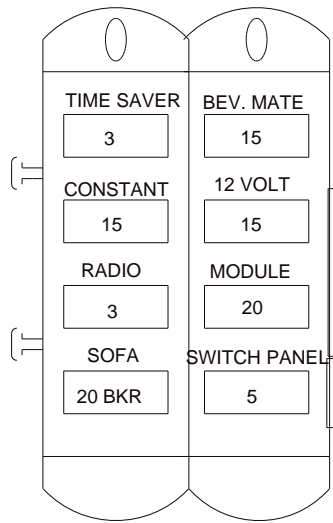 TIME SAVER
3
CONSTANT
15
RADIO
3
SOFA
20 BKR
BEV. MATE
15
12 VOLT
15
MODULE
20
SWITCH PANEL
5